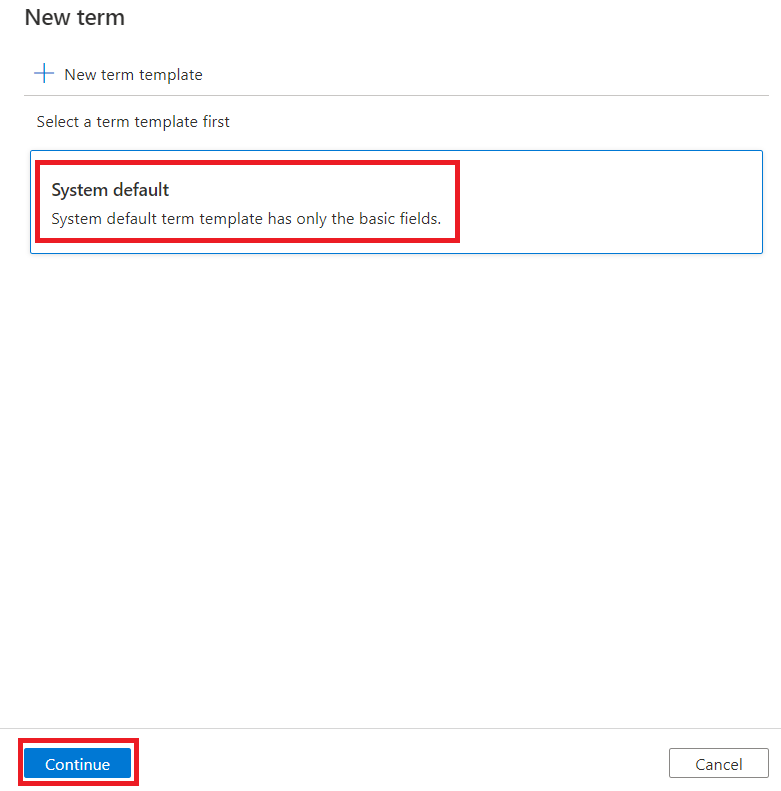 New term
New term template
Select a term template first
System default
System default term template has only the basic fields.
Continue
Cancel